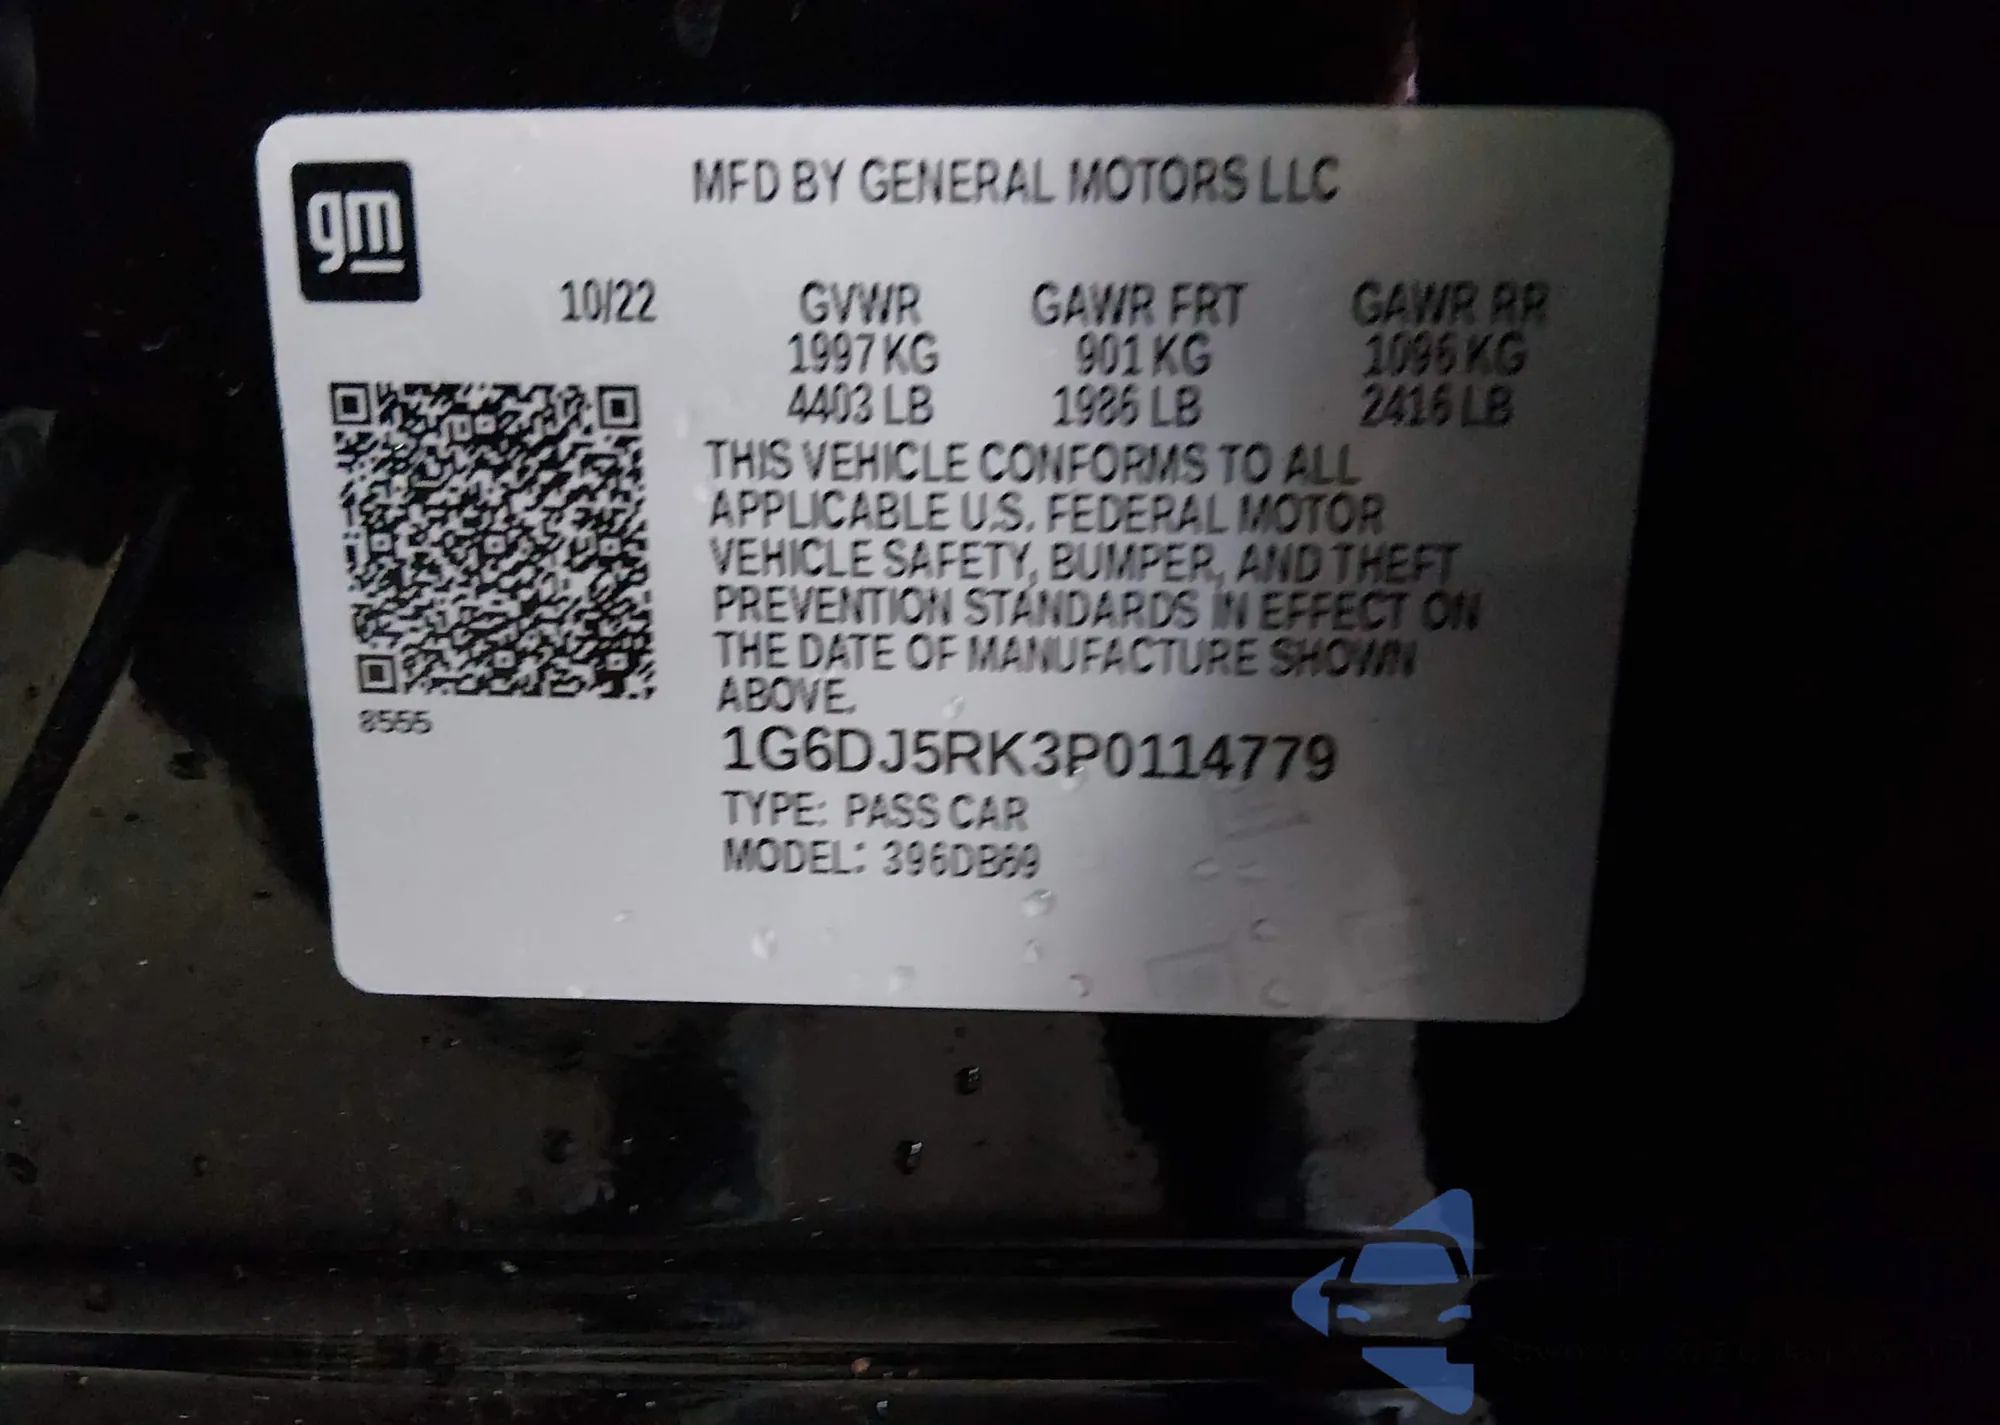 gm
MFD BY GENERAL MOTORS LLC
10/22 GVWR GAWR FRT GAWR RR
1997 KG 901 KG 1096 KG
4403 LB 1986 LB 2416 LB
THIS VEHICLE CONFORMS TO ALL
APPLICABLE U.S. FEDERAL MOTOR
VEHICLE SAFETY, BUMPER, AND THEFT
PREVENTION STANDARDS IN EFFECT ON
THE DATE OF MANUFACTURE SHOWN
ABOVE.
8555
1G6DJ5RK3P0114779
TYPE: PASS CAR
MODEL: 396DB69